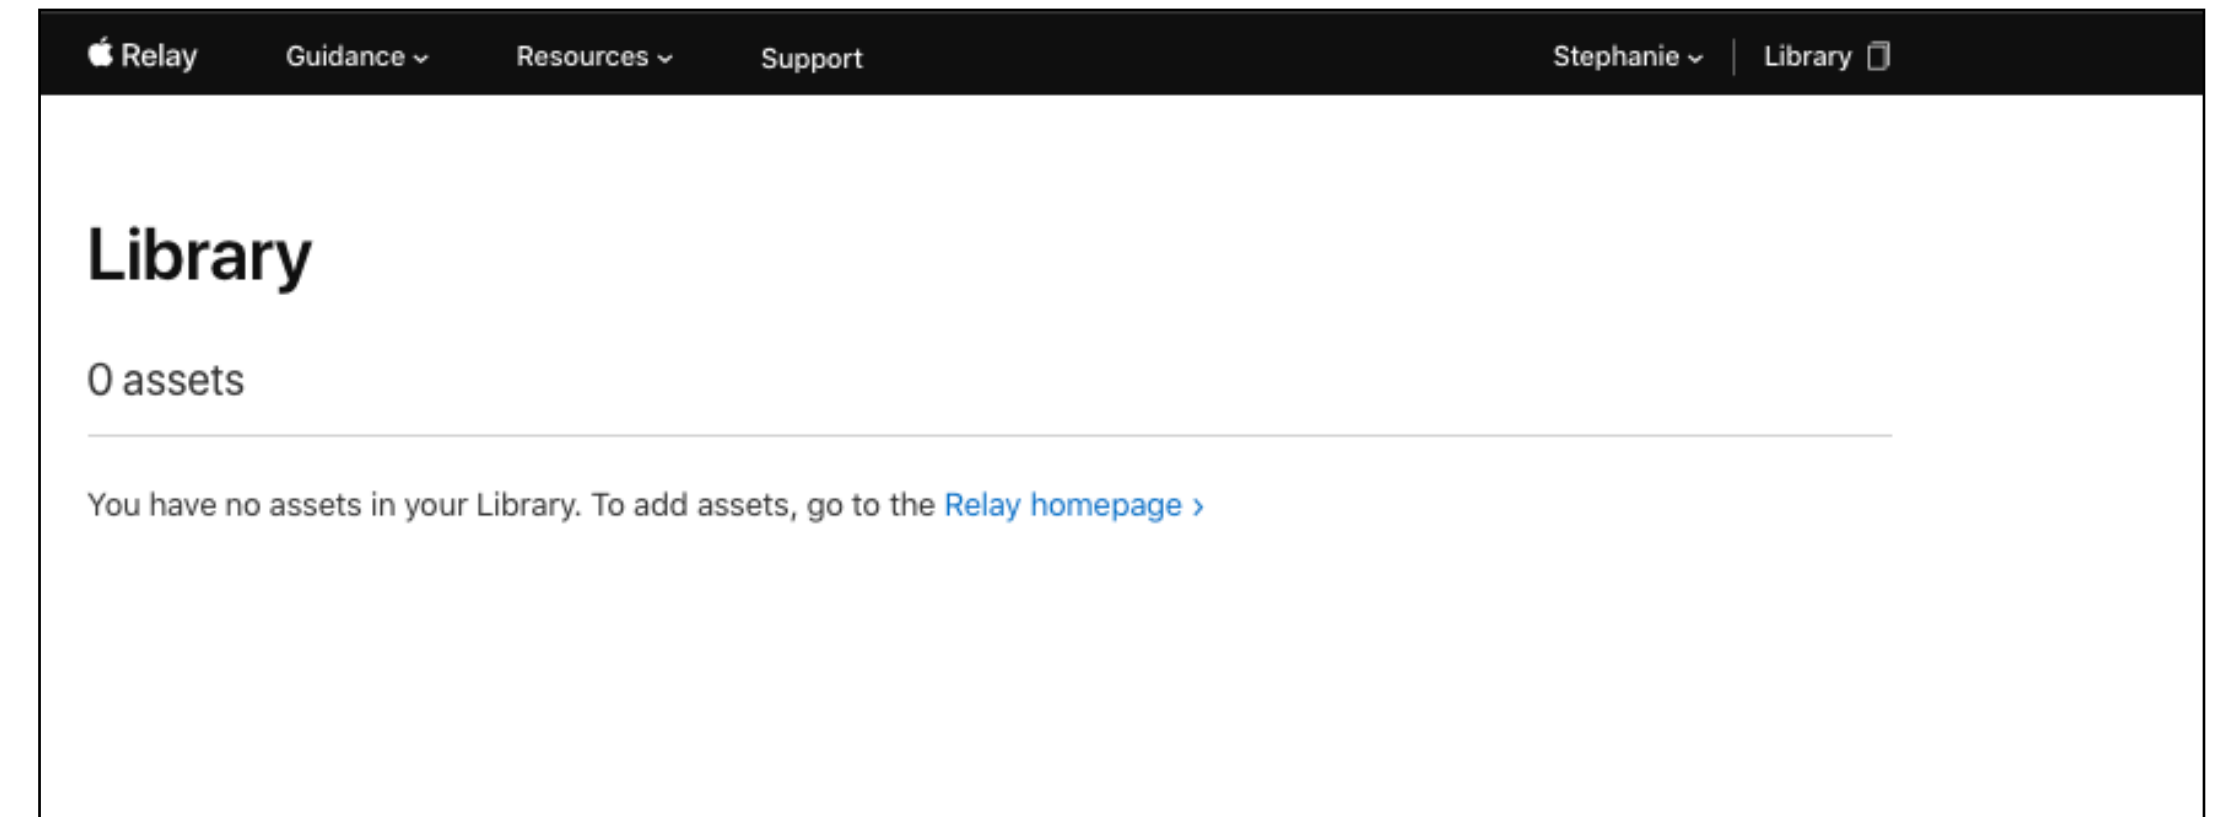 Relay Guidance Resources Support Stephanie Library
Library
0 assets
You have no assets in your Library. To add assets, go to the Relay homepage ›